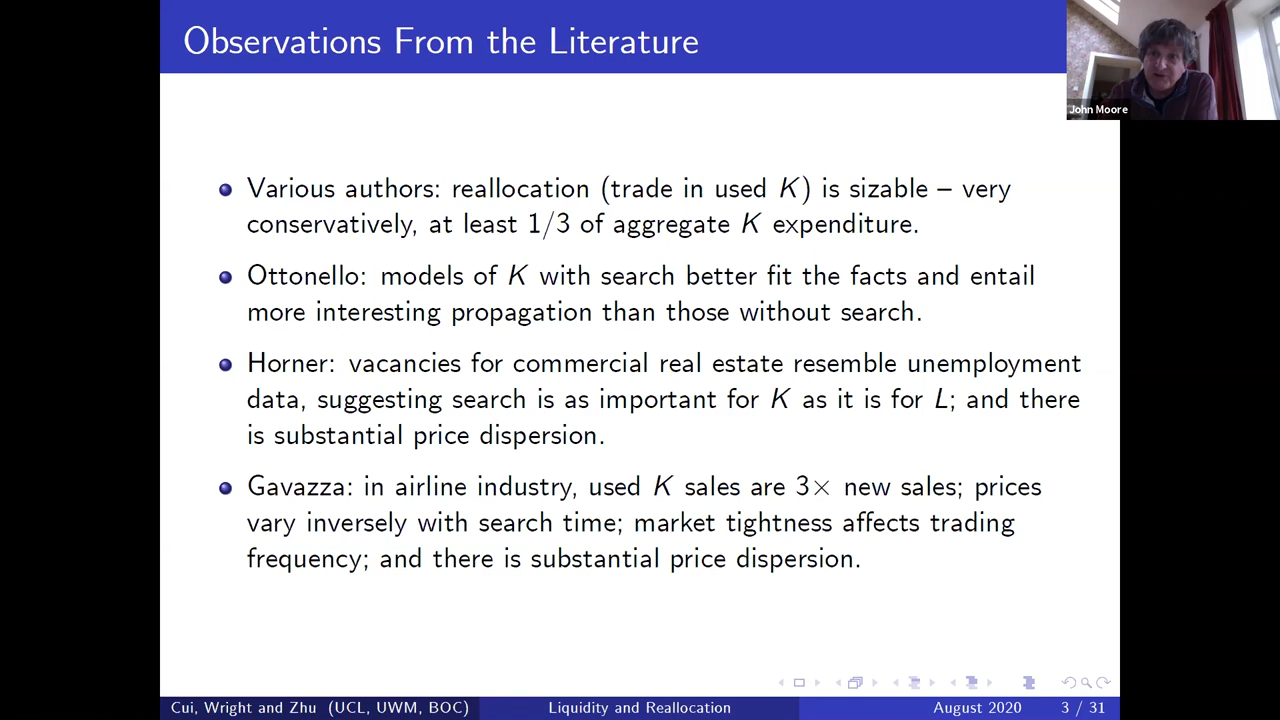 Observations From the Literature
John Moore
Various authors: reallocation (trade in used K) is sizable – very
conservatively, at least 1/3 of aggregate K expenditure.
Ottonello: models of K with search better fit the facts and entail
more interesting propagation than those without search.
Horner: vacancies for commercial real estate resemble unemployment
data, suggesting search is as important for K as it is for L; and there
is substantial price dispersion.
Gavazza: in airline industry, used K sales are 3× new sales; prices
vary inversely with search time; market tightness affects trading
frequency; and there is substantial price dispersion.
Cui, Wright and Zhu (UCL, UWM, BOC) Liquidity and Reallocation August 2020 3 / 31